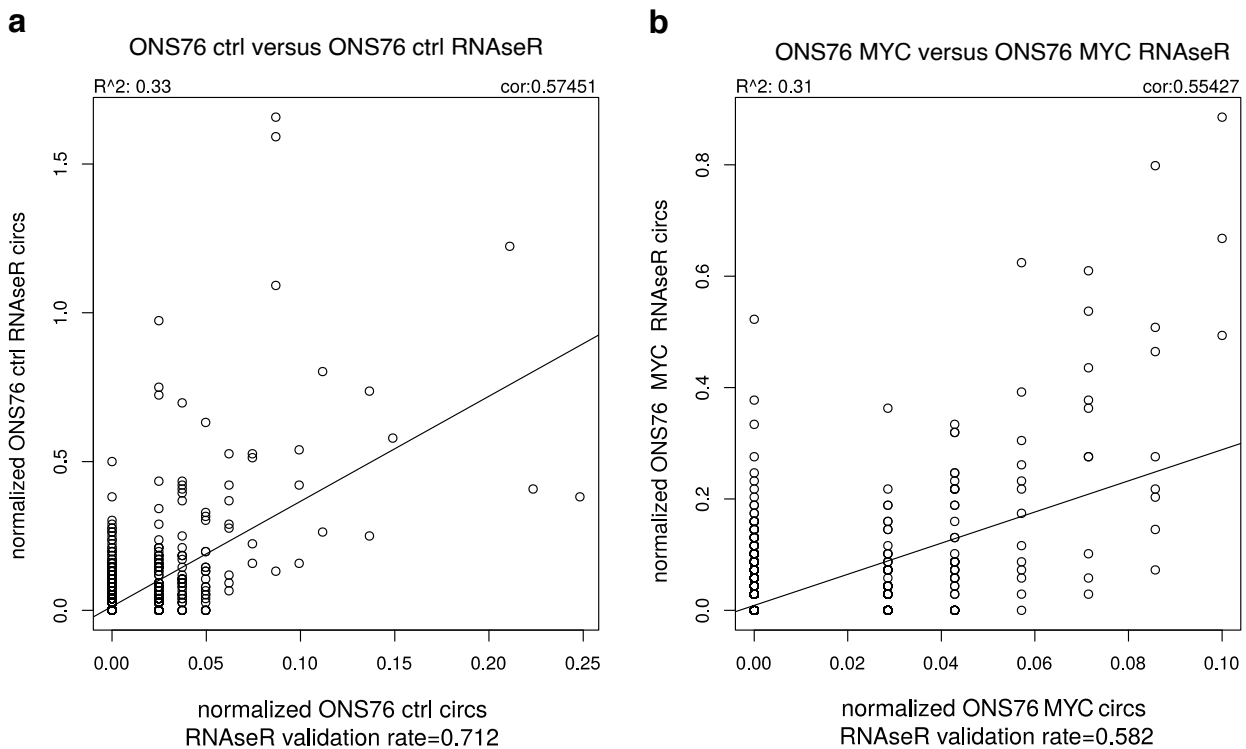 a
ONS76 ctrl versus ONS76 ctrl RNAseR
R^2: 0.33
cor:0.57451
normalized ONS76 ctrl RNAseR circs
1.5
1.0
0.5
0.0
0.00 0.05 0.10 0.15 0.20 0.25
normalized ONS76 ctrl circs
RNAseR validation rate=0.712
b
ONS76 MYC versus ONS76 MYC RNAseR
R^2: 0.31
cor:0.55427
normalized ONS76 MYC RNAseR circs
0.8
0.6
0.4
0.2
0.0
0.00 0.02 0.04 0.06 0.08 0.10
normalized ONS76 MYC circs
RNAseR validation rate=0.582